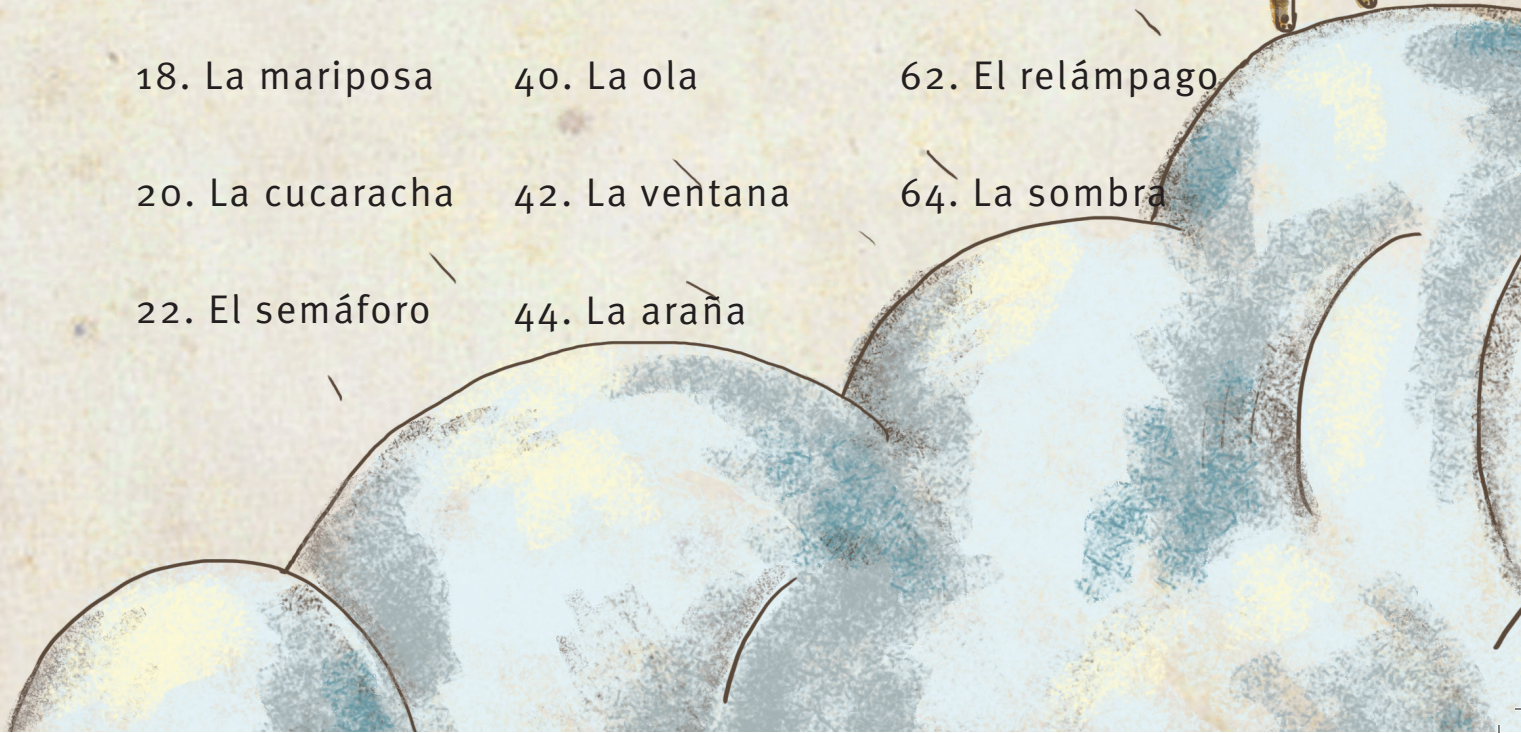 18. La mariposa
20. La cucaracha
22. El semáforo
40. La ola
42. La ventana
44. La araña
62. El relámpago
64. La sombra